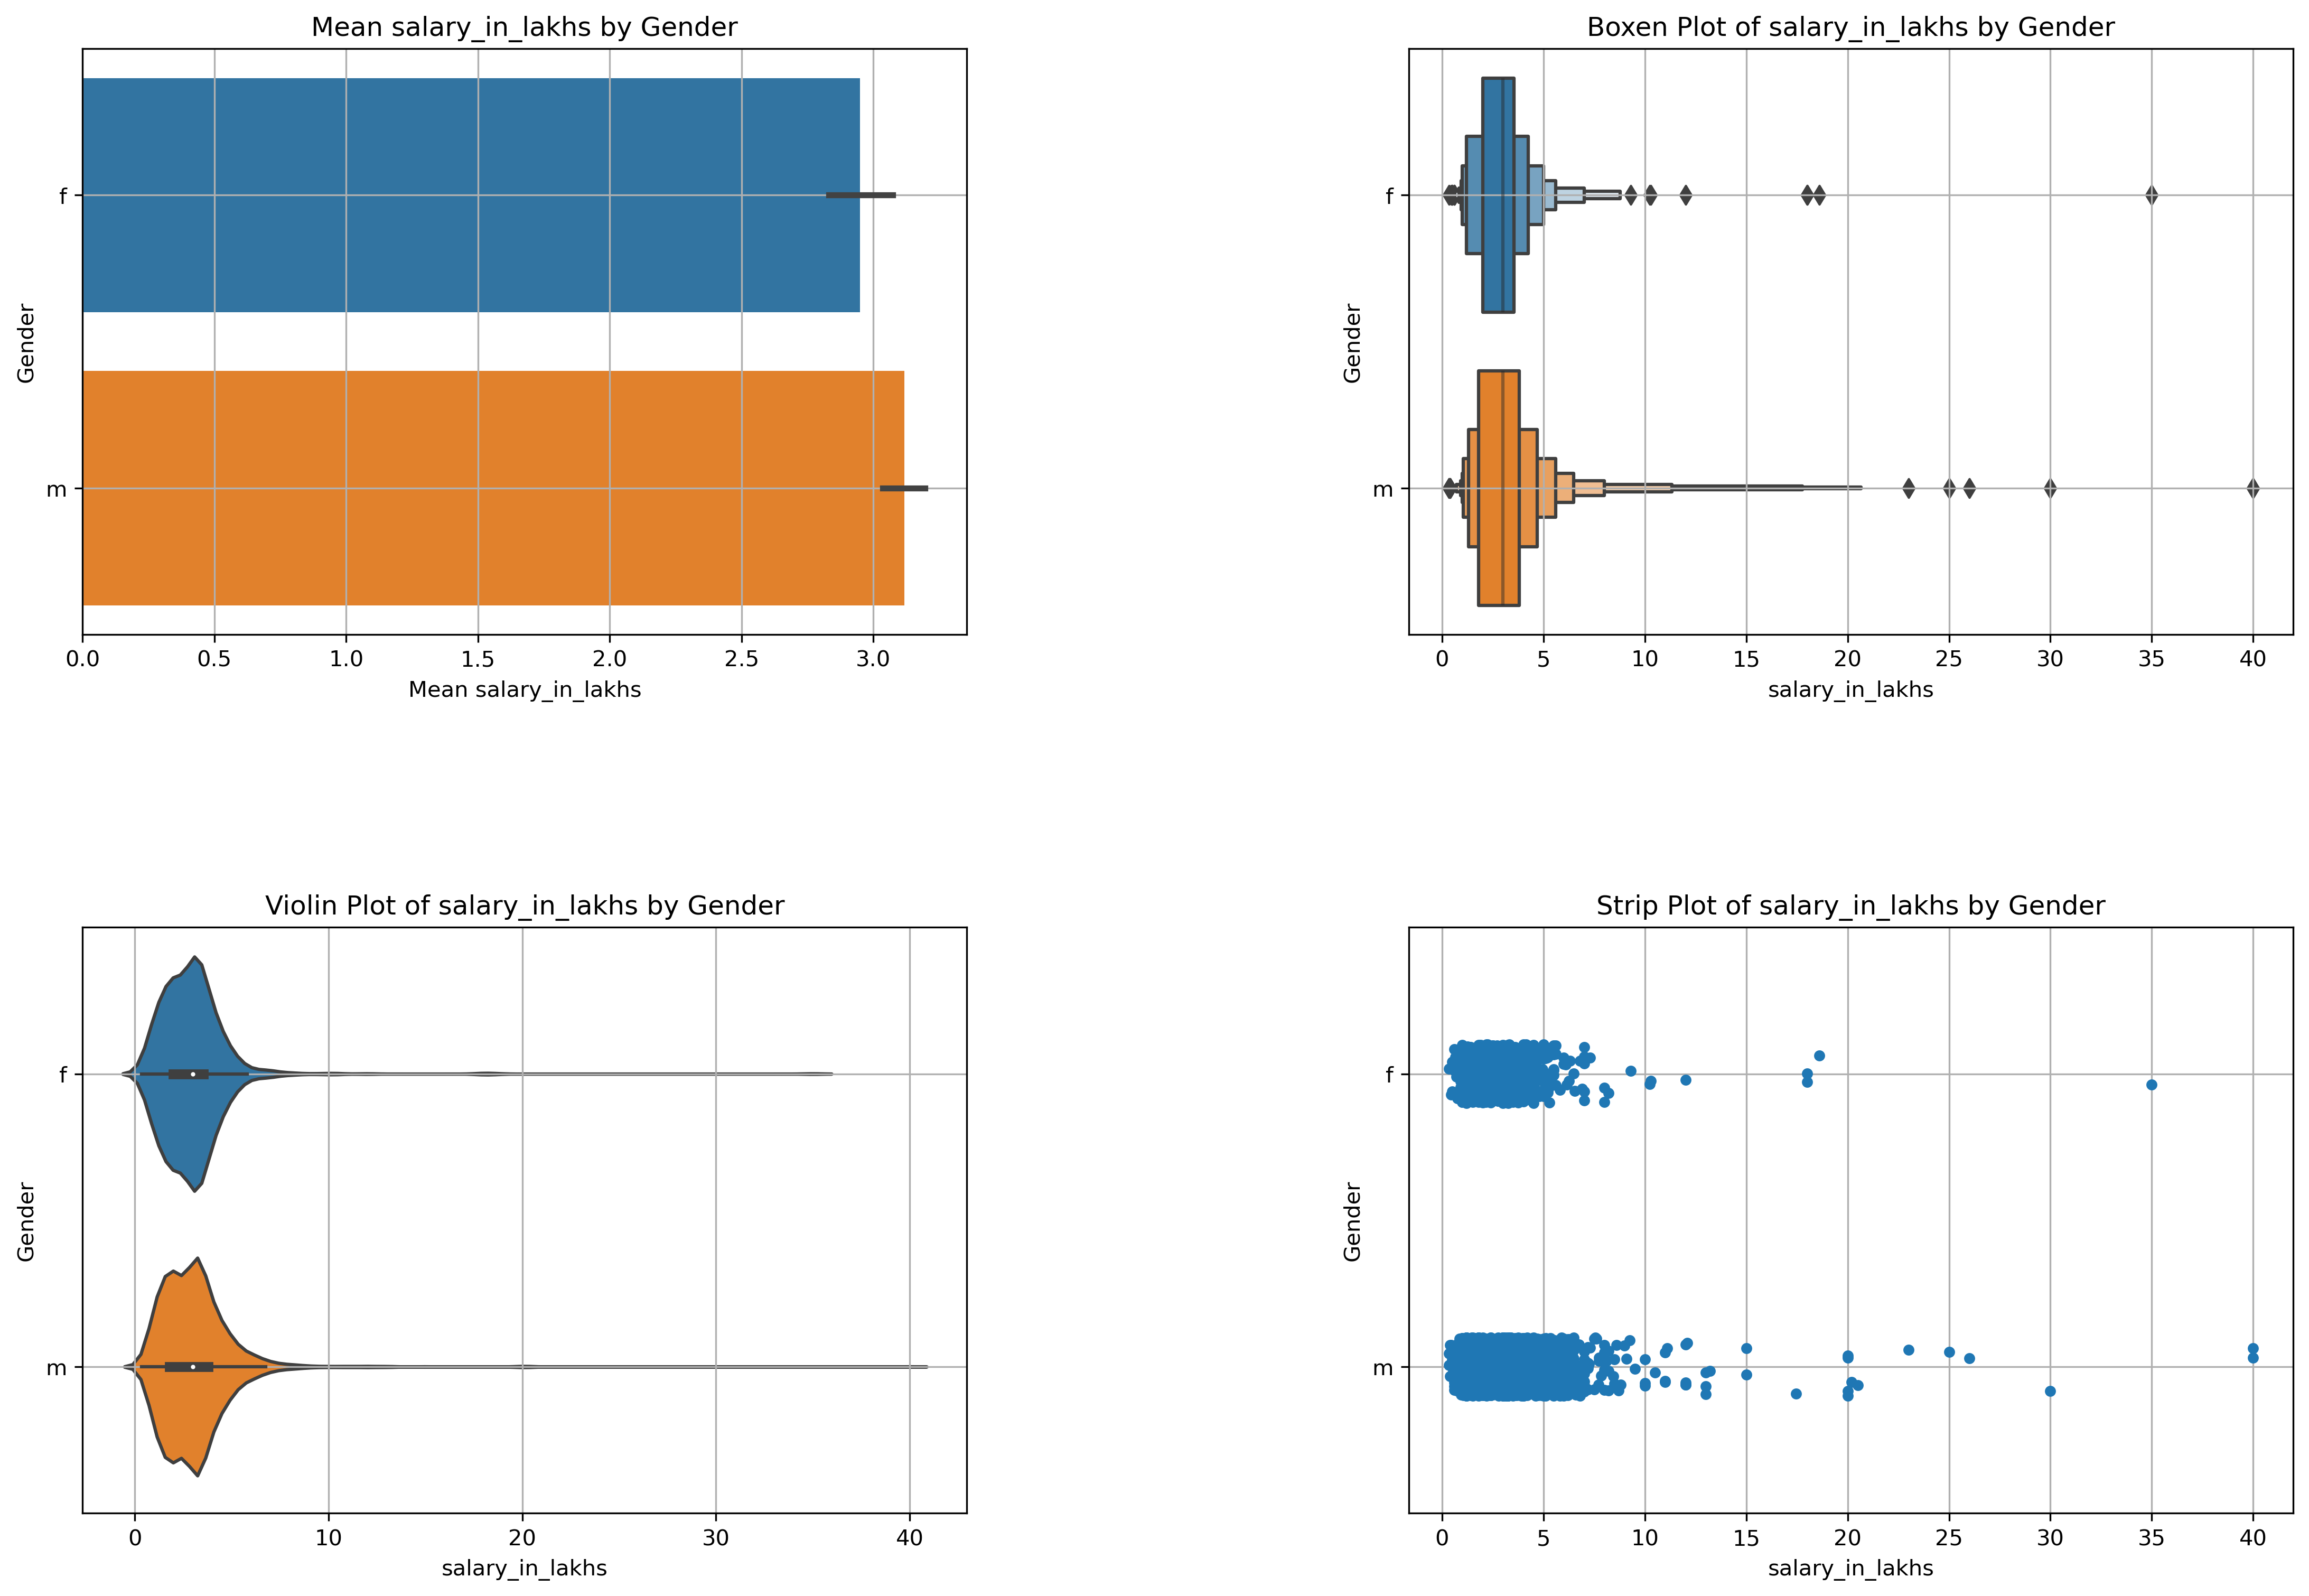 Mean salary_in_lakhs by Gender
Gender
f
m
0.0 0.5 1.0 1.5 2.0 2.5 3.0
Mean salary_in_lakhs
Boxen Plot of salary_in_lakhs by Gender
Gender
f
m
0 5 10 15 20 25 30 35 40
salary_in_lakhs
Violin Plot of salary_in_lakhs by Gender
Gender
f
m
0 10 20 30 40
salary_in_lakhs
Strip Plot of salary_in_lakhs by Gender
Gender
f
m
0 5 10 15 20 25 30 35 40
salary_in_lakhs